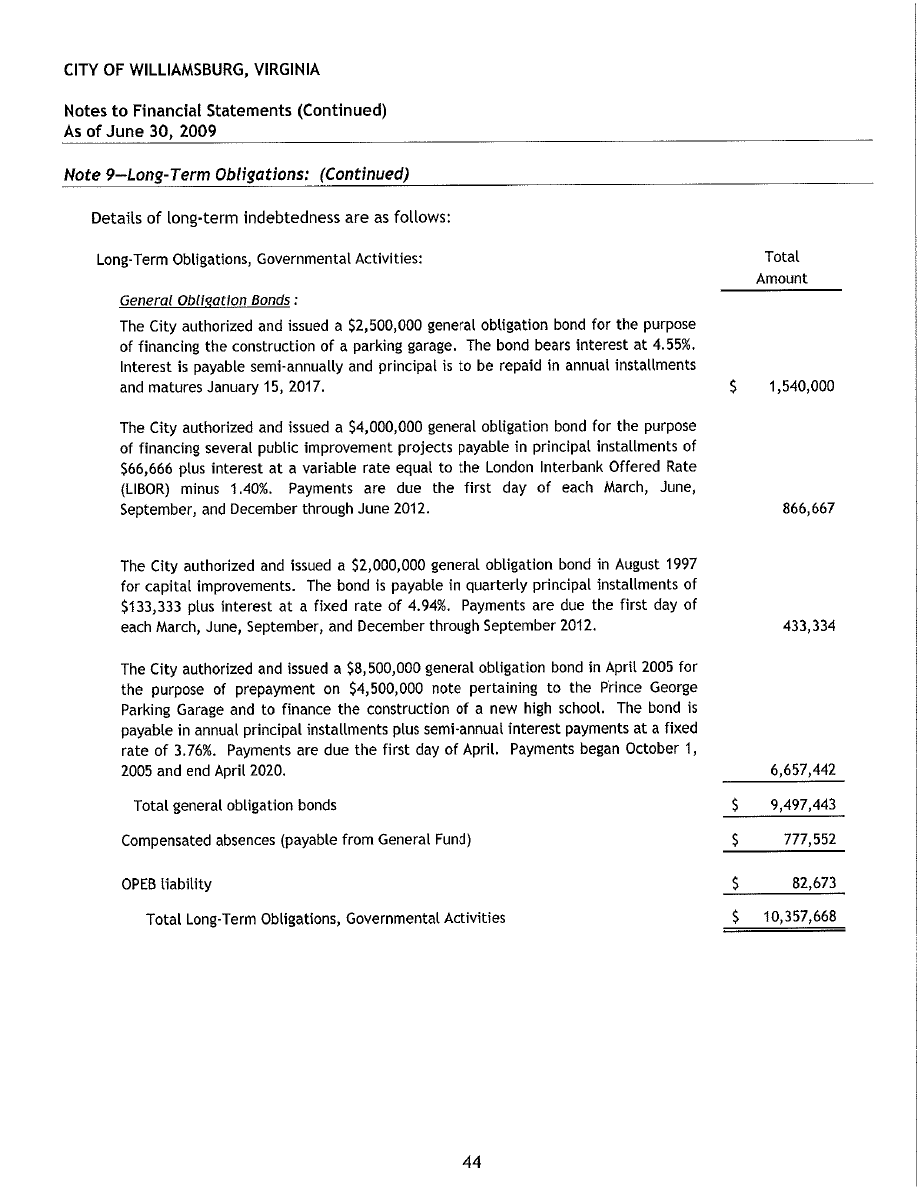 CITY OF WILLIAMSBURG, VIRGINIA
Notes to Financial Statements (Continued)
As of June 30, 2009
Note 9—Long-Term Obligations: (Continued)
Details of long-term indebtedness are as follows:
Long-Term Obligations, Governmental Activities: Total
Amount
General Obligation Bonds :
The City authorized and issued a $2,500,000 general obligation bond for the purpose
of financing the construction of a parking garage. The bond bears interest at 4.55%.
Interest is payable semi-annually and principal is to be repaid in annual installments
and matures January 15, 2017. $ 1,540,000
The City authorized and issued a $4,000,000 general obligation bond for the purpose
of financing several public improvement projects payable in principal installments of
$66,666 plus interest at a variable rate equal to the London Interbank Offered Rate
(LIBOR) minus 1.40%. Payments are due the first day of each March, June,
September, and December through June 2012. 866,667
The City authorized and issued a $2,000,000 general obligation bond in August 1997
for capital improvements. The bond is payable in quarterly principal installments of
$133,333 plus interest at a fixed rate of 4.94%. Payments are due the first day of
each March, June, September, and December through September 2012. 433,334
The City authorized and issued a $8,500,000 general obligation bond in April 2005 for
the purpose of prepayment on $4,500,000 note pertaining to the Prince George
Parking Garage and to finance the construction of a new high school. The bond is
payable in annual principal installments plus semi-annual interest payments at a fixed
rate of 3.76%. Payments are due the first day of April. Payments began October 1,
2005 and end April 2020. 6,657,442
Total general obligation bonds $ 9,497,443
Compensated absences (payable from General Fund) $ 777,552
OPEB liability $ 82,673
Total Long-Term Obligations, Governmental Activities $ 10,357,668
44